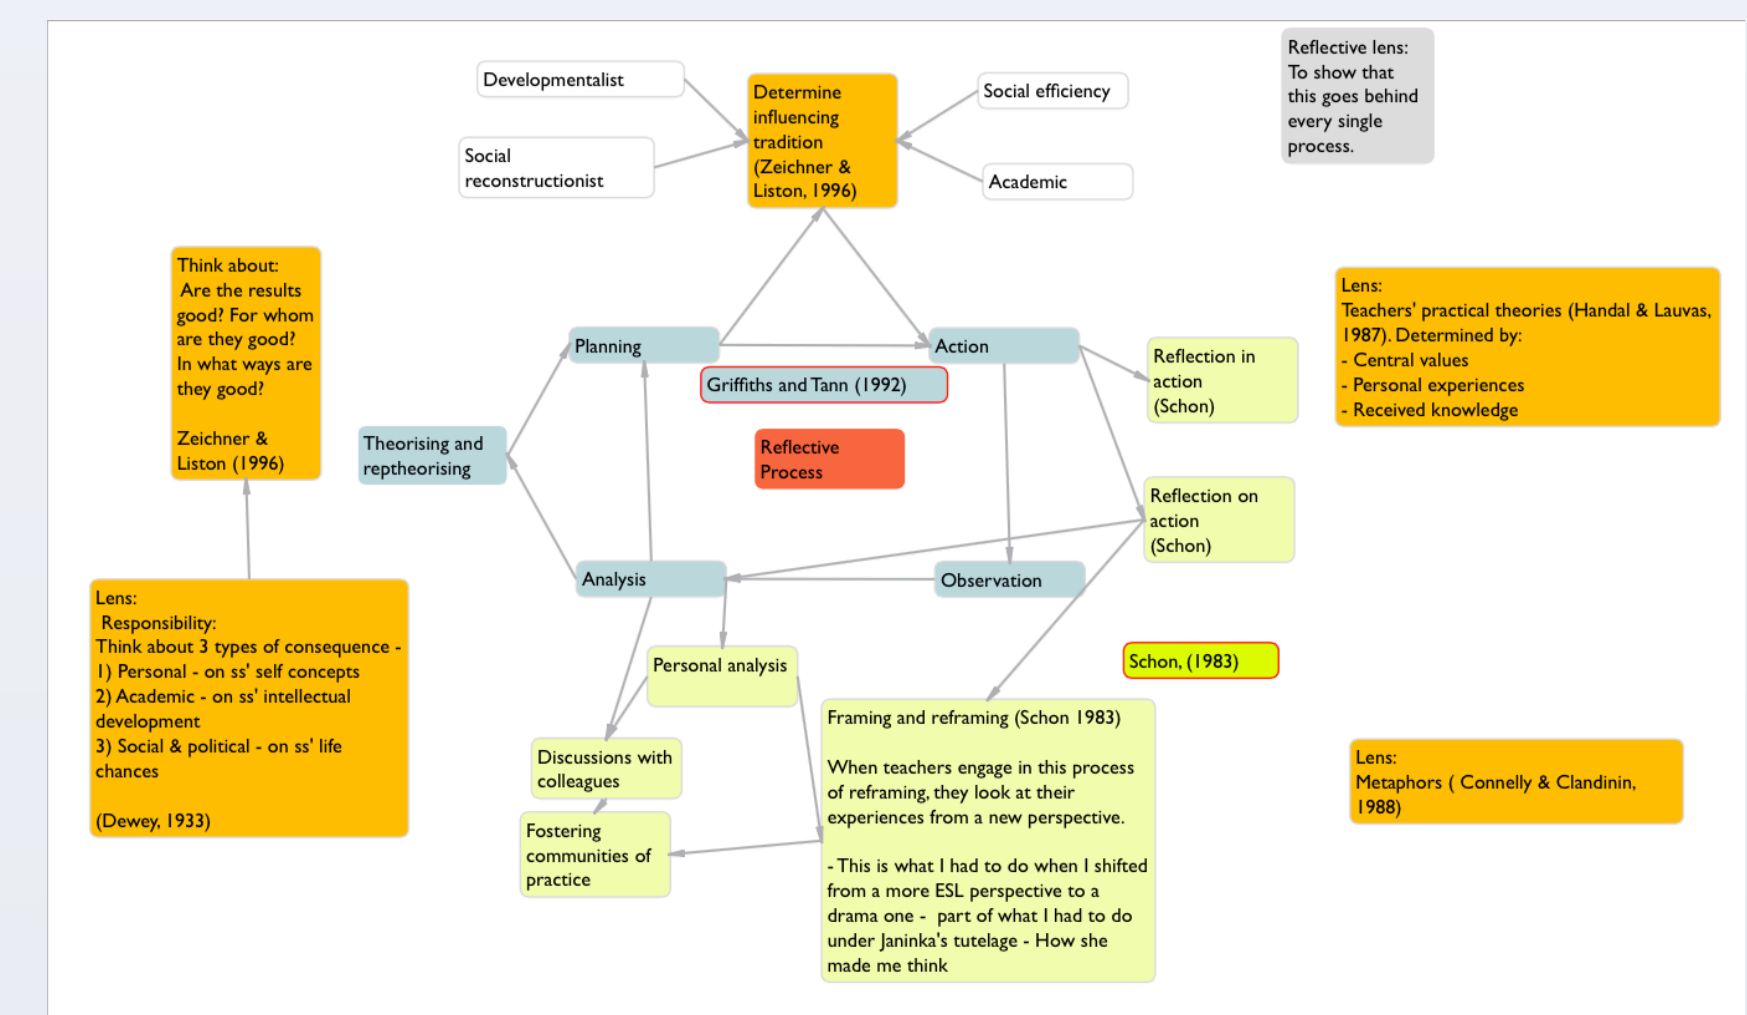 Developmentalist
Social
reconstructionist
Determine
influencing
tradition
(Zeichner &
Liston, 1996)
Social efficiency
Academic
Reflective lens:
To show that
this goes behind
every single
process.
Think about:
Are the results
good? For whom
are they good?
In what ways are
they good?
Zeichner &
Liston (1996)
Planning
Action
Griffiths and Tann (1992)
Reflection in
action
(Schon)
Lens:
Teachers' practical theories (Handal & Lauvas,
1987). Determined by:
- Central values
- Personal experiences
- Received knowledge
Theorising and
reptheorising
Reflective
Process
Reflection on
action
(Schon)
Analysis
Observation
Lens:
Responsibility:
Think about 3 types of consequence -
1) Personal - on ss' self concepts
2) Academic - on ss' intellectual
development
3) Social & political - on ss' life
chances
(Dewey, 1933)
Personal analysis
Schon, (1983)
Discussions with
colleagues
Fostering
communities of
practice
Framing and reframing (Schon 1983)
When teachers engage in this process
of reframing, they look at their
experiences from a new perspective.
- This is what I had to do when I shifted
from a more ESL perspective to a
drama one - part of what I had to do
under Janinka's tutelage - How she
made me think
Lens:
Metaphors ( Connelly & Clandinin,
1988)